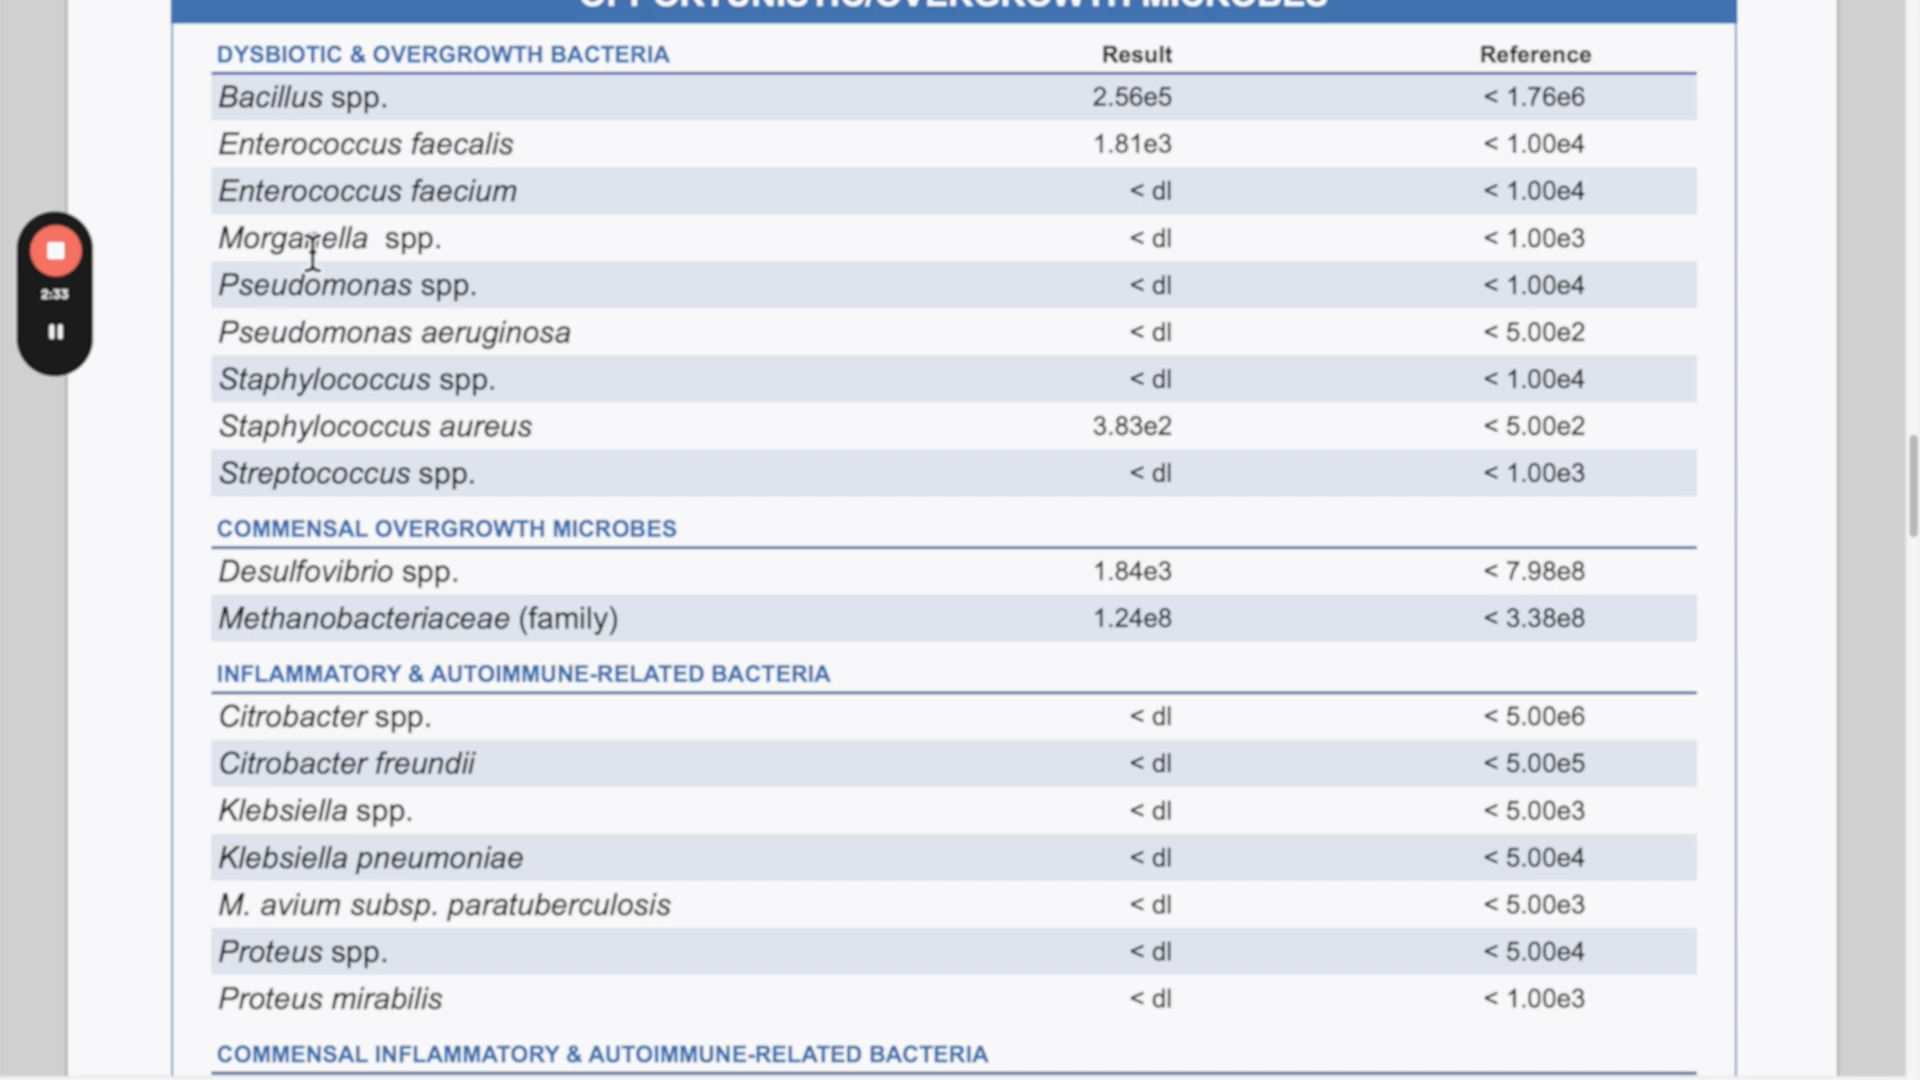 OPPORTUNISTIC/OVERGROWTH MICROBES
DYSBIOTIC & OVERGROWTH BACTERIA Result Reference
Bacillus spp. 2.56e5 < 1.76e6
Enterococcus faecalis 1.81e3 < 1.00e4
Enterococcus faecium < dl < 1.00e4
Morganella spp. < dl < 1.00e3
Pseudomonas spp. < dl < 1.00e4
Pseudomonas aeruginosa < dl < 5.00e2
Staphylococcus spp. < dl < 1.00e4
Staphylococcus aureus 3.83e2 < 5.00e2
Streptococcus spp. < dl < 1.00e3
COMMENSAL OVERGROWTH MICROBES
Desulfovibrio spp. 1.84e3 < 7.98e8
Methanobacteriaceae (family) 1.24e8 < 3.38e8
INFLAMMATORY & AUTOIMMUNE-RELATED BACTERIA
Citrobacter spp. < dl < 5.00e6
Citrobacter freundii < dl < 5.00e5
Klebsiella spp. < dl < 5.00e3
Klebsiella pneumoniae < dl < 5.00e4
M. avium subsp. paratuberculosis < dl < 5.00e3
Proteus spp. < dl < 5.00e4
Proteus mirabilis < dl < 1.00e3
COMMENSAL INFLAMMATORY & AUTOIMMUNE-RELATED BACTERIA
2:33